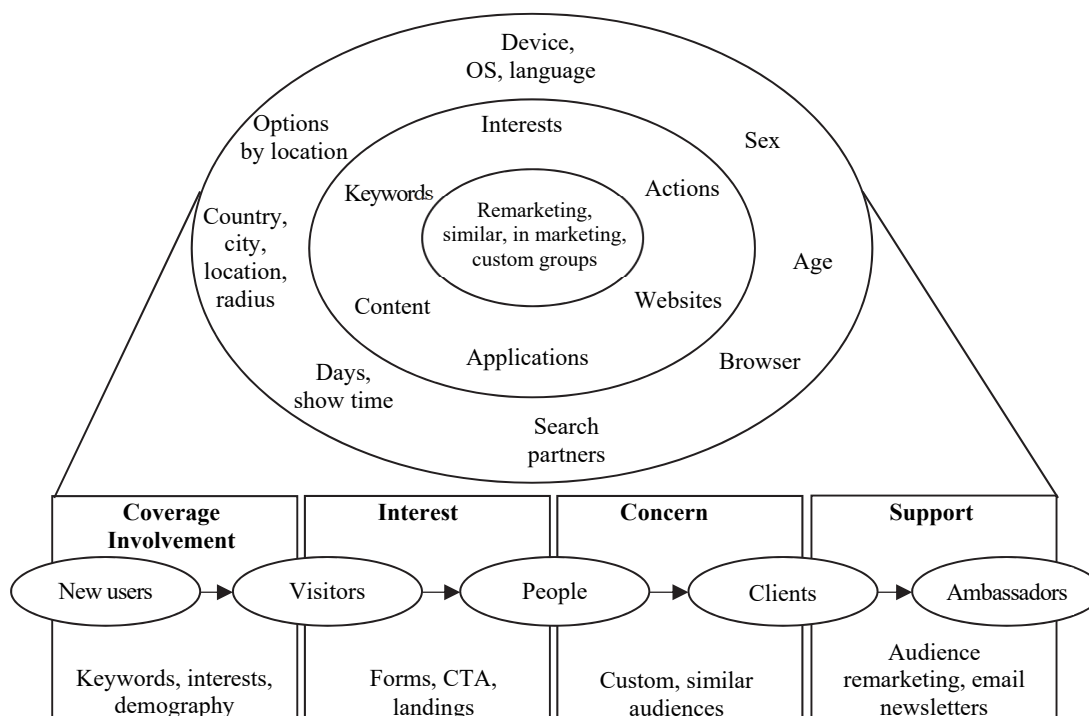 Device,
OS, language
Options
by location
Interests
Sex
Keywords
Actions
Remarketing,
similar, in marketing,
custom groups
Country,
city,
location,
radius
Age
Content
Websites
Applications
Browser
Days,
show time
Search
partners
Coverage
Involvement
Interest
Concern
Support
New users
Visitors
People
Clients
Ambassadors
Keywords, interests,
demography
Forms, CTA,
landings
Custom, similar
audiences
Audience
remarketing, email
newsletters